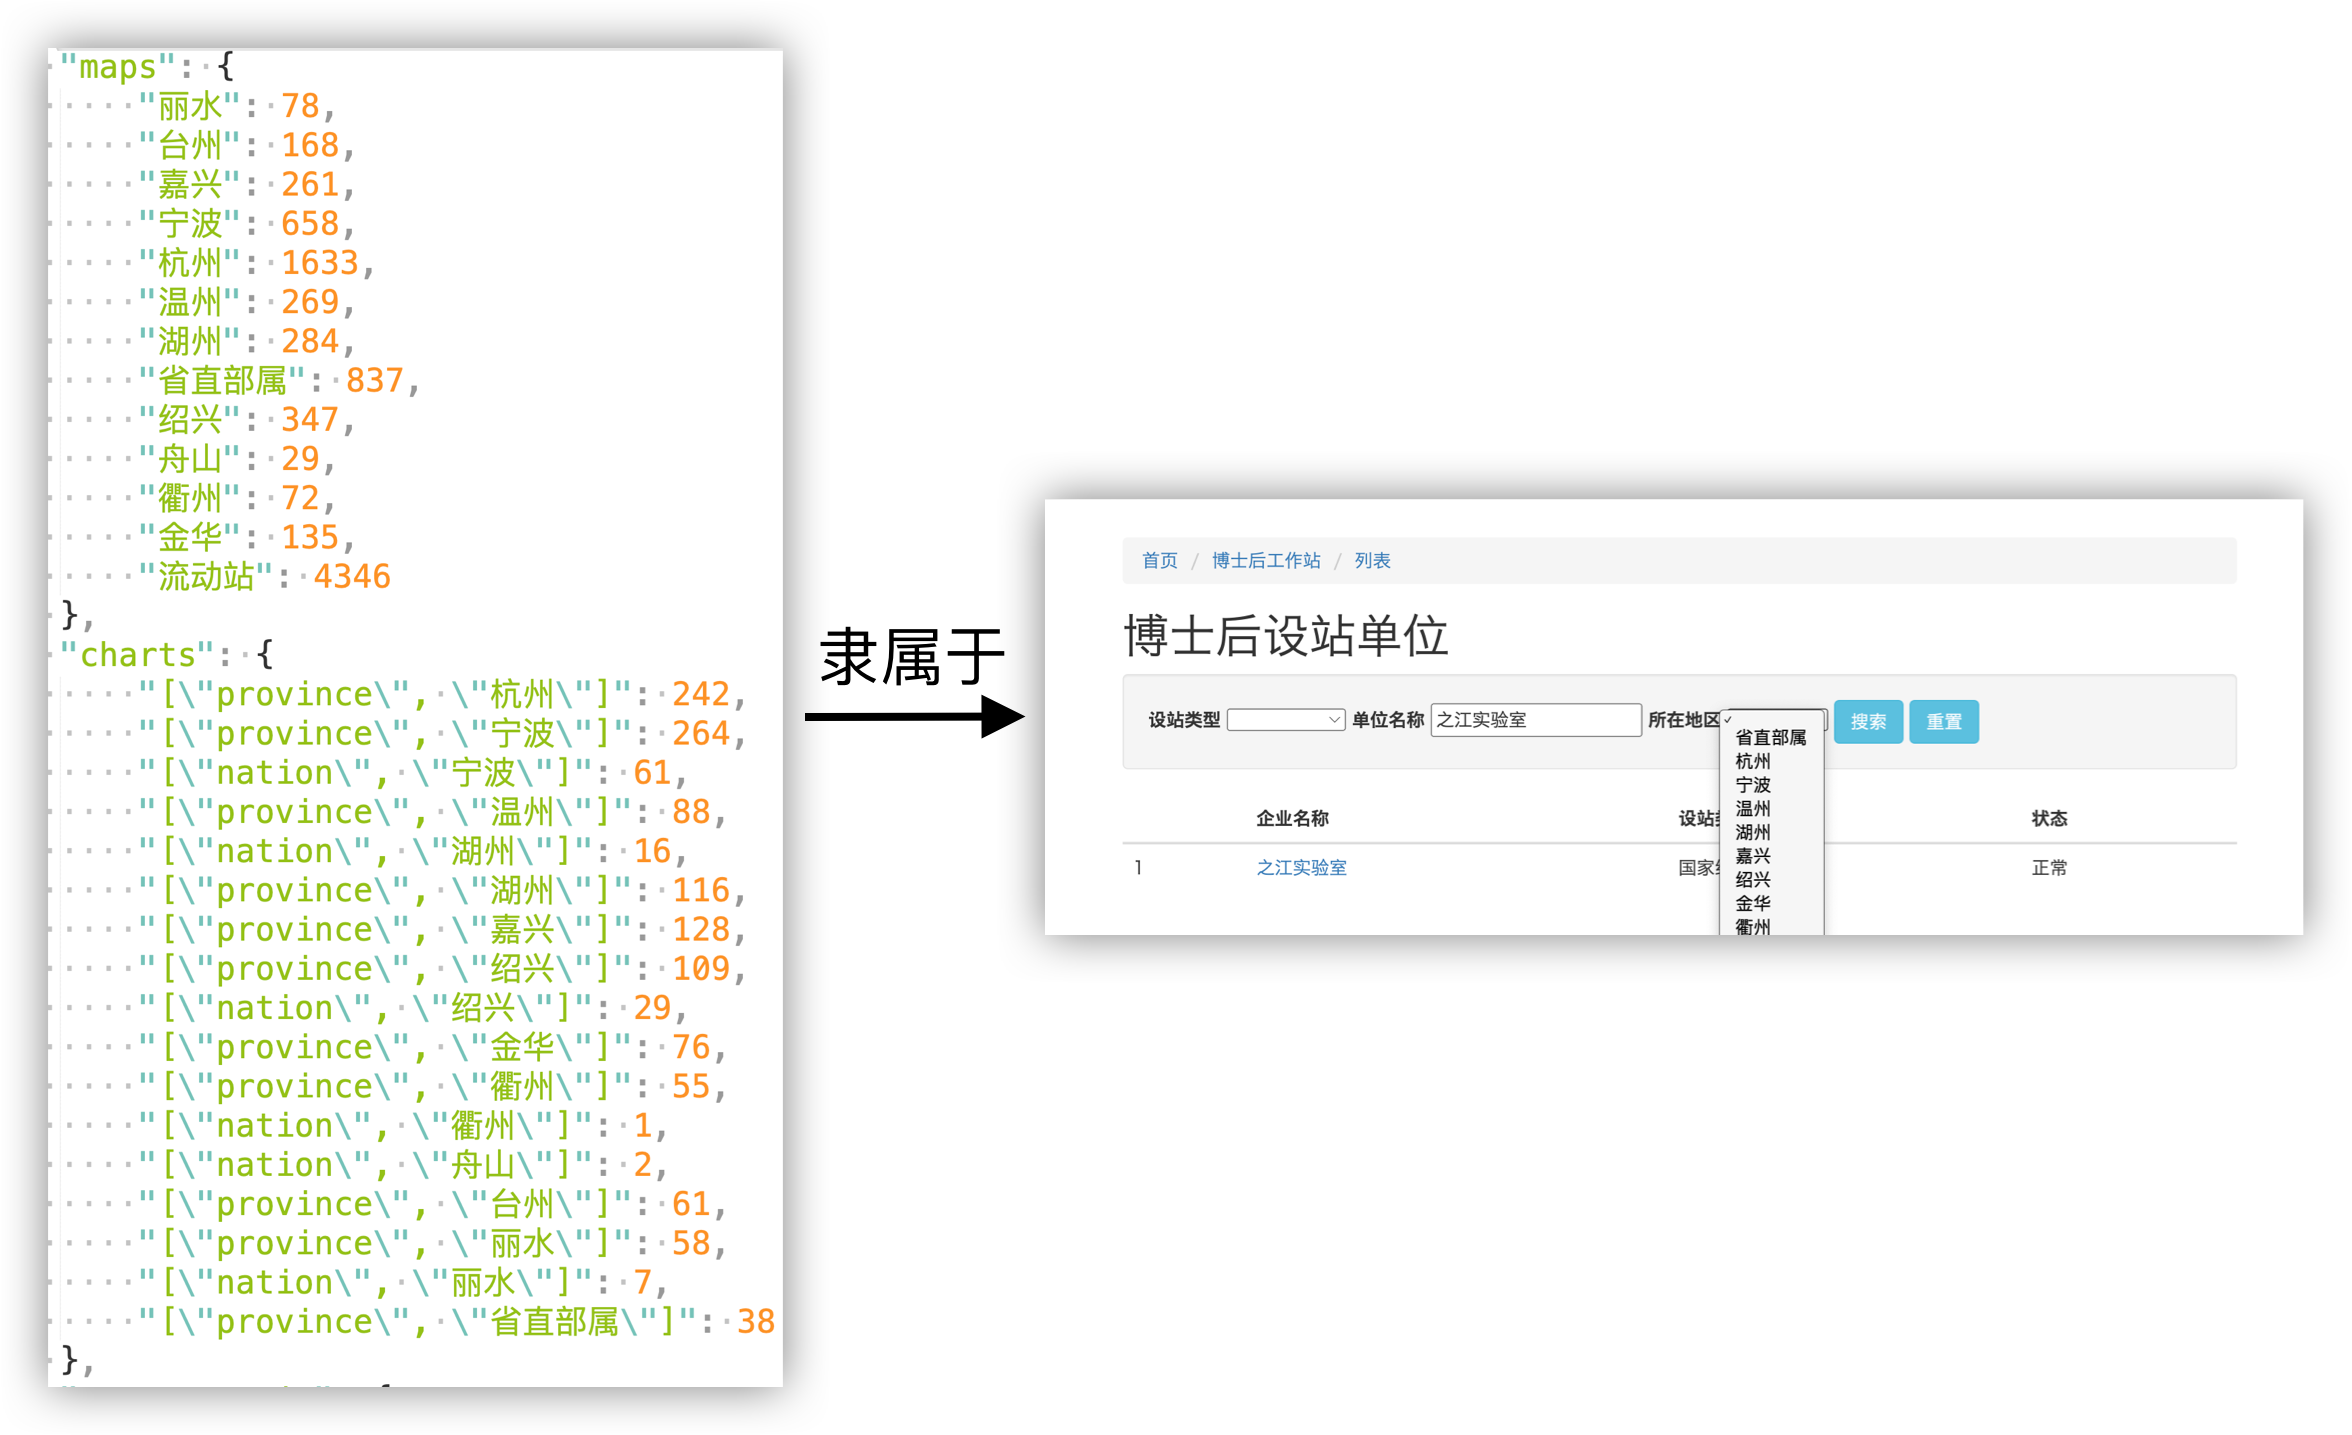 "maps": {
"丽水": 78,
"台州": 168,
"嘉兴": 261,
"宁波": 658,
"杭州": 1633,
"温州": 269,
"湖州": 284,
"省直部属": 837,
"绍兴": 347,
"舟山": 29,
"衢州": 72,
"金华": 135,
"流动站": 4346
},
"charts": {
"[\"province\", \"杭州\"]": 242,
"[\"province\", \"宁波\"]": 264,
"[\"nation\", \"宁波\"]": 61,
"[\"province\", \"温州\"]": 88,
"[\"nation\", \"湖州\"]": 16,
"[\"province\", \"湖州\"]": 116,
"[\"province\", \"嘉兴\"]": 128,
"[\"province\", \"绍兴\"]": 109,
"[\"nation\", \"绍兴\"]": 29,
"[\"province\", \"金华\"]": 76,
"[\"province\", \"衢州\"]": 55,
"[\"nation\", \"衢州\"]": 1,
"[\"nation\", \"舟山\"]": 2,
"[\"province\", \"台州\"]": 61,
"[\"province\", \"丽水\"]": 58,
"[\"nation\", \"丽水\"]": 7,
"[\"province\", \"省直部属\"]": 38
},
隶属于
首页 / 博士后工作站 / 列表
博士后设站单位
设站类型 单位名称 之江实验室 所在地区 搜索 重置
省直部属
杭州
宁波
温州
湖州
嘉兴
绍兴
金华
衢州
企业名称 设站 状态
1 之江实验室 国家 正常